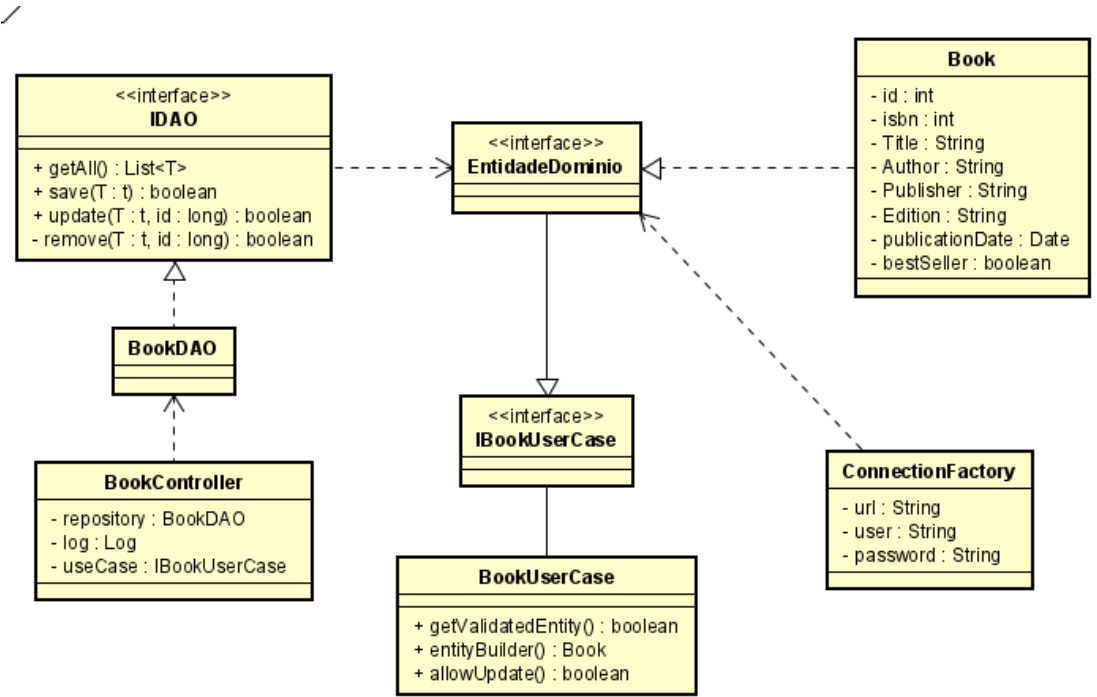 <<interface>>
IDAO
+ getAll() : List<T>
+ save(T : t) : boolean
+ update(T : t, id : long) : boolean
- remove(T : t, id : long) : boolean
<<interface>>
EntidadeDominio
Book
- id : int
- isbn : int
- Title : String
- Author : String
- Publisher : String
- Edition : String
- publicationDate : Date
- bestSeller : boolean
BookDAO
<<interface>>
IBookUserCase
BookController
- repository : BookDAO
- log : Log
- useCase : IBookUserCase
ConnectionFactory
- url : String
- user : String
- password : String
BookUserCase
+ getValidatedEntity() : boolean
+ entityBuilder() : Book
+ allowUpdate() : boolean